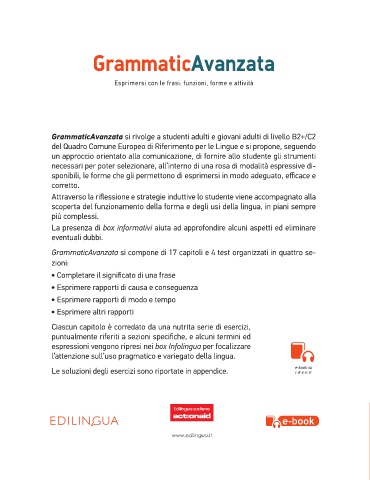 GrammaticAvanzata
Esprimersi con le frasi: funzioni, forme e attività
GrammaticAvanzata si rivolge a studenti adulti e giovani adulti di livello B2+/C2
del Quadro Comune Europeo di Riferimento per le Lingue e si propone, seguendo
un approccio orientato alla comunicazione, di fornire allo studente gli strumenti
necessari per poter selezionare, all'interno di una rosa di modalità espressive di-
sponibili, le forme che gli permettono di esprimersi in modo adeguato, efficace e
corretto.
Attraverso la riflessione e strategie induttive lo studente viene accompagnato alla
scoperta del funzionamento della forma e degli usi della lingua, in piani sempre
più complessi.
La presenza di box informativi aiuta ad approfondire alcuni aspetti ed eliminare
eventuali dubbi.
GrammaticAvanzata si compone di 17 capitoli e 4 test organizzati in quattro se-
zioni:
• Completare il significato di una frase
• Esprimere rapporti di causa e conseguenza
• Esprimere rapporti di modo e tempo
• Esprimere altri rapporti
Ciascun capitolo è corredato da una nutrita serie di esercizi,
puntualmente riferiti a sezioni specifiche, e alcuni termini ed
espressioni vengono ripresi nei box Infolingua per focalizzare
l'attenzione sull'uso pragmatico e variegato della lingua.
Le soluzioni degli esercizi sono riportate in appendice.
e-book su
EDILINGUA
Edilingua sostiene
act!onaid
e-book
www.edilingua.it